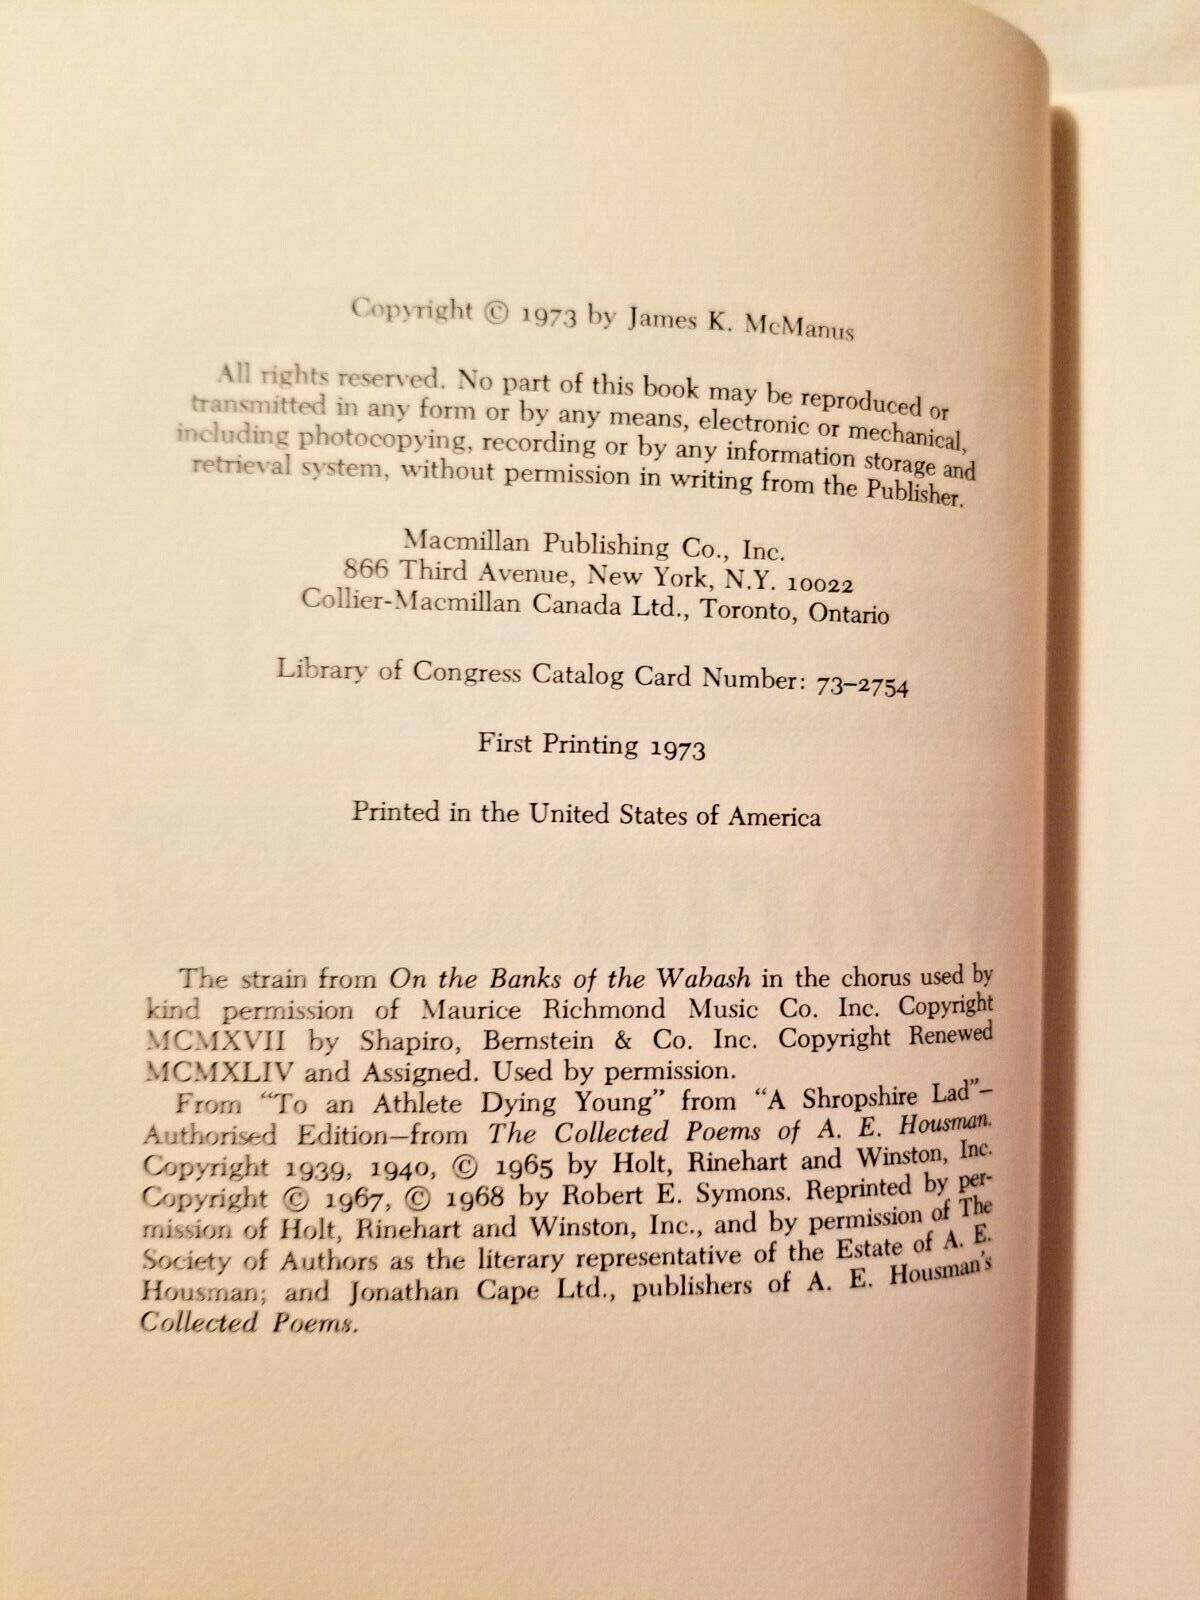 Copyright © 1973 by James K. McManus
All rights reserved. No part of this book may be reproduced or
transmitted in any form or by any means, electronic or mechanical,
including photocopying, recording or by any information storage and
retrieval system, without permission in writing from the Publisher.
Macmillan Publishing Co., Inc.
866 Third Avenue, New York, N.Y. 10022
Collier-Macmillan Canada Ltd., Toronto, Ontario
Library of Congress Catalog Card Number: 73–2754
First Printing 1973
Printed in the United States of America
The strain from On the Banks of the Wabash in the chorus used by
kind permission of Maurice Richmond Music Co. Inc. Copyright
MCMXVII by Shapiro, Bernstein & Co. Inc. Copyright Renewed
MCMXLIV and Assigned. Used by permission.
From “To an Athlete Dying Young” from “A Shropshire Lad”–
Authorised Edition—from The Collected Poems of A. E. Housman.
Copyright 1939, 1940, © 1965 by Holt, Rinehart and Winston, Inc.
Copyright © 1967, © 1968 by Robert E. Symons. Reprinted by per-
mission of Holt, Rinehart and Winston, Inc., and by permission of The
Society of Authors as the literary representative of the Estate of A. E.
Housman; and Jonathan Cape Ltd., publishers of A. E. Housman's
Collected Poems.